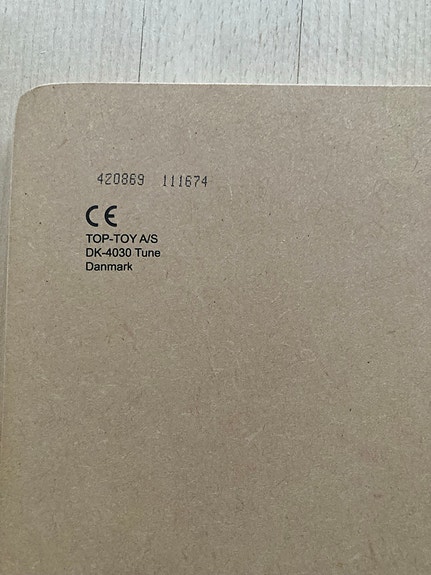 420869 111674
CE
TOP-TOY A/S
DK-4030 Tune
Danmark